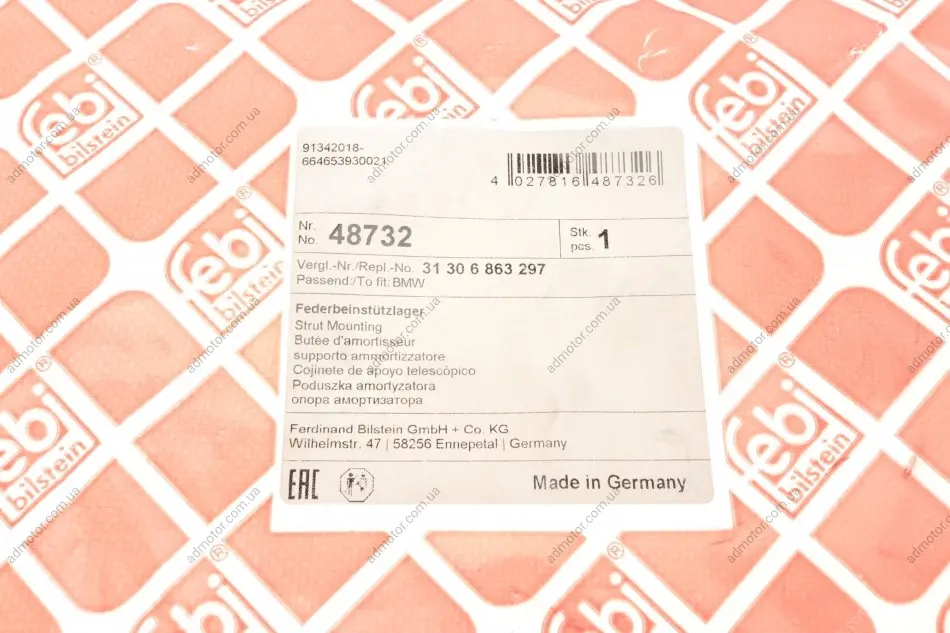 91342018-
664653930021
4 027816 487326
Nr.
No. 48732
Stk.
pcs. 1
Vergl.-Nr./Repl.-No. 31 30 6 863 297
Passend:/To fit: BMW
Federbeinstützlager
Strut Mounting
Butée d'amortisseur
supporto ammortizzatore
Cojinete de apoyo telescópico
Poduszka amortyzatora
опора амортизатора
Ferdinand Bilstein GmbH + Co. KG
Wilhelmstr. 47 | 58256 Ennepetal | Germany
EAC
Made in Germany
febi
bilstein
®
admotor.com.ua